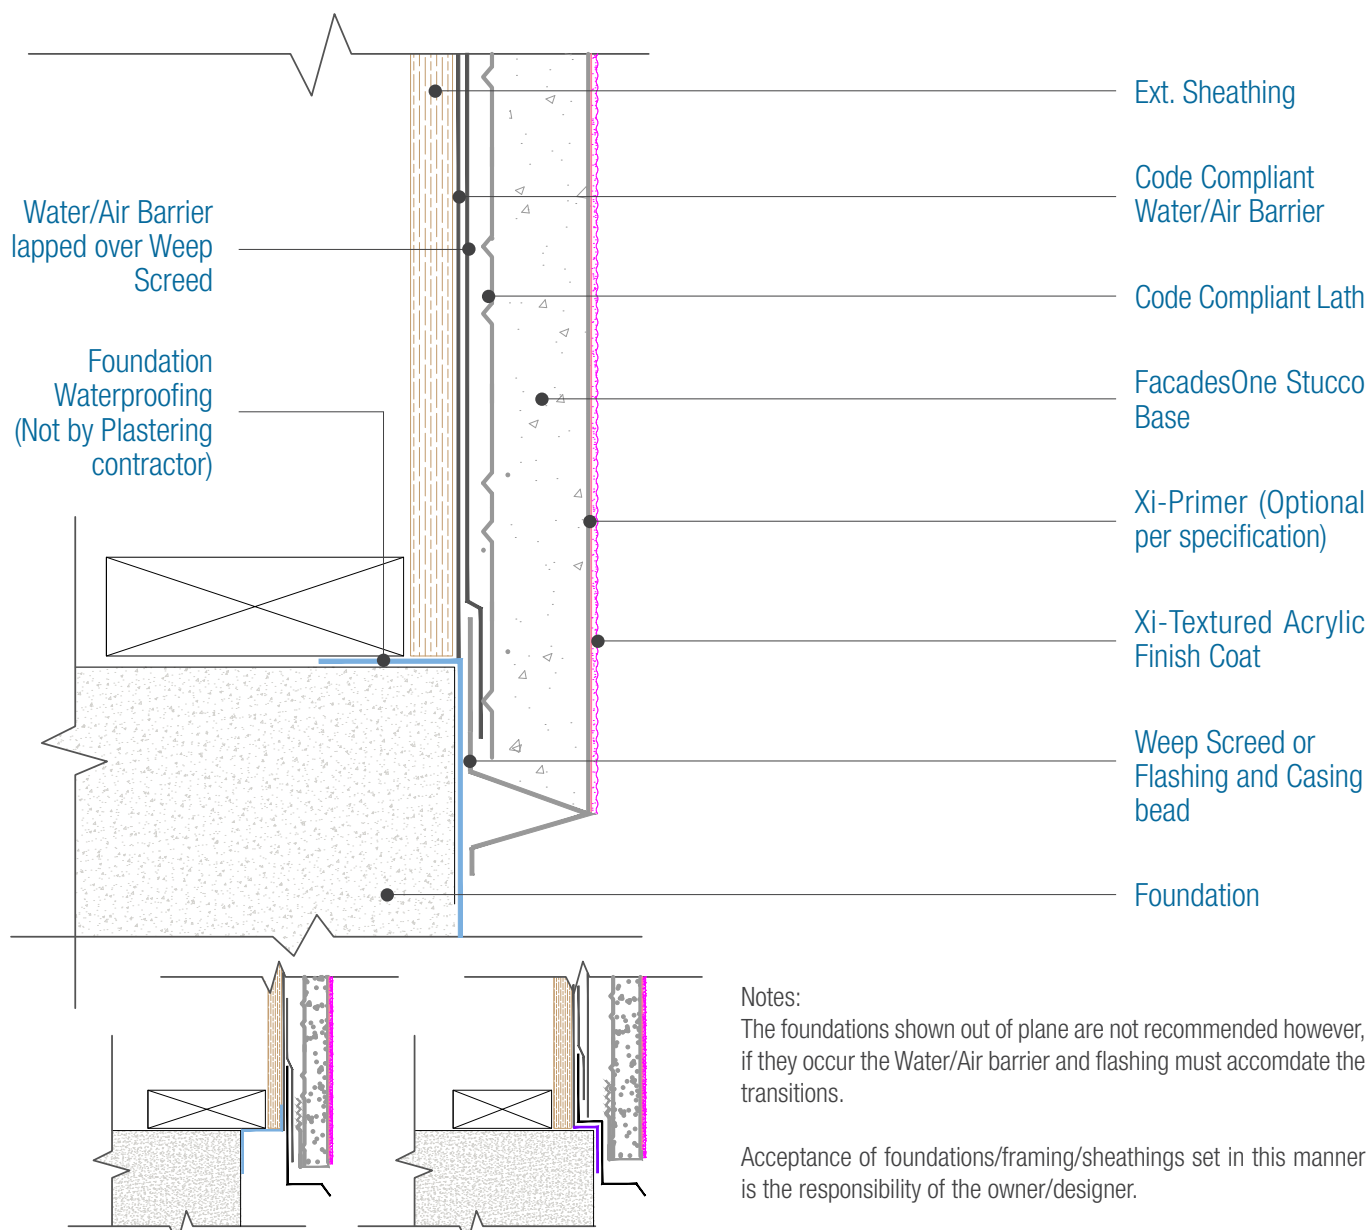 Ext. Sheathing
Code Compliant
Water/Air Barrier
Water/Air Barrier
lapped over Weep
Screed
Code Compliant Lath
Foundation
Waterproofing
(Not by Plastering
contractor)
FacadesOne Stucco
Base
Xi-Primer (Optional
per specification)
Xi-Textured Acrylic
Finish Coat
Weep Screed or
Flashing and Casing
bead
Foundation
Notes:
The foundations shown out of plane are not recommended however,
if they occur the Water/Air barrier and flashing must accomdate the
transitions.
Acceptance of foundations/framing/sheathings set in this manner
is the responsibility of the owner/designer.